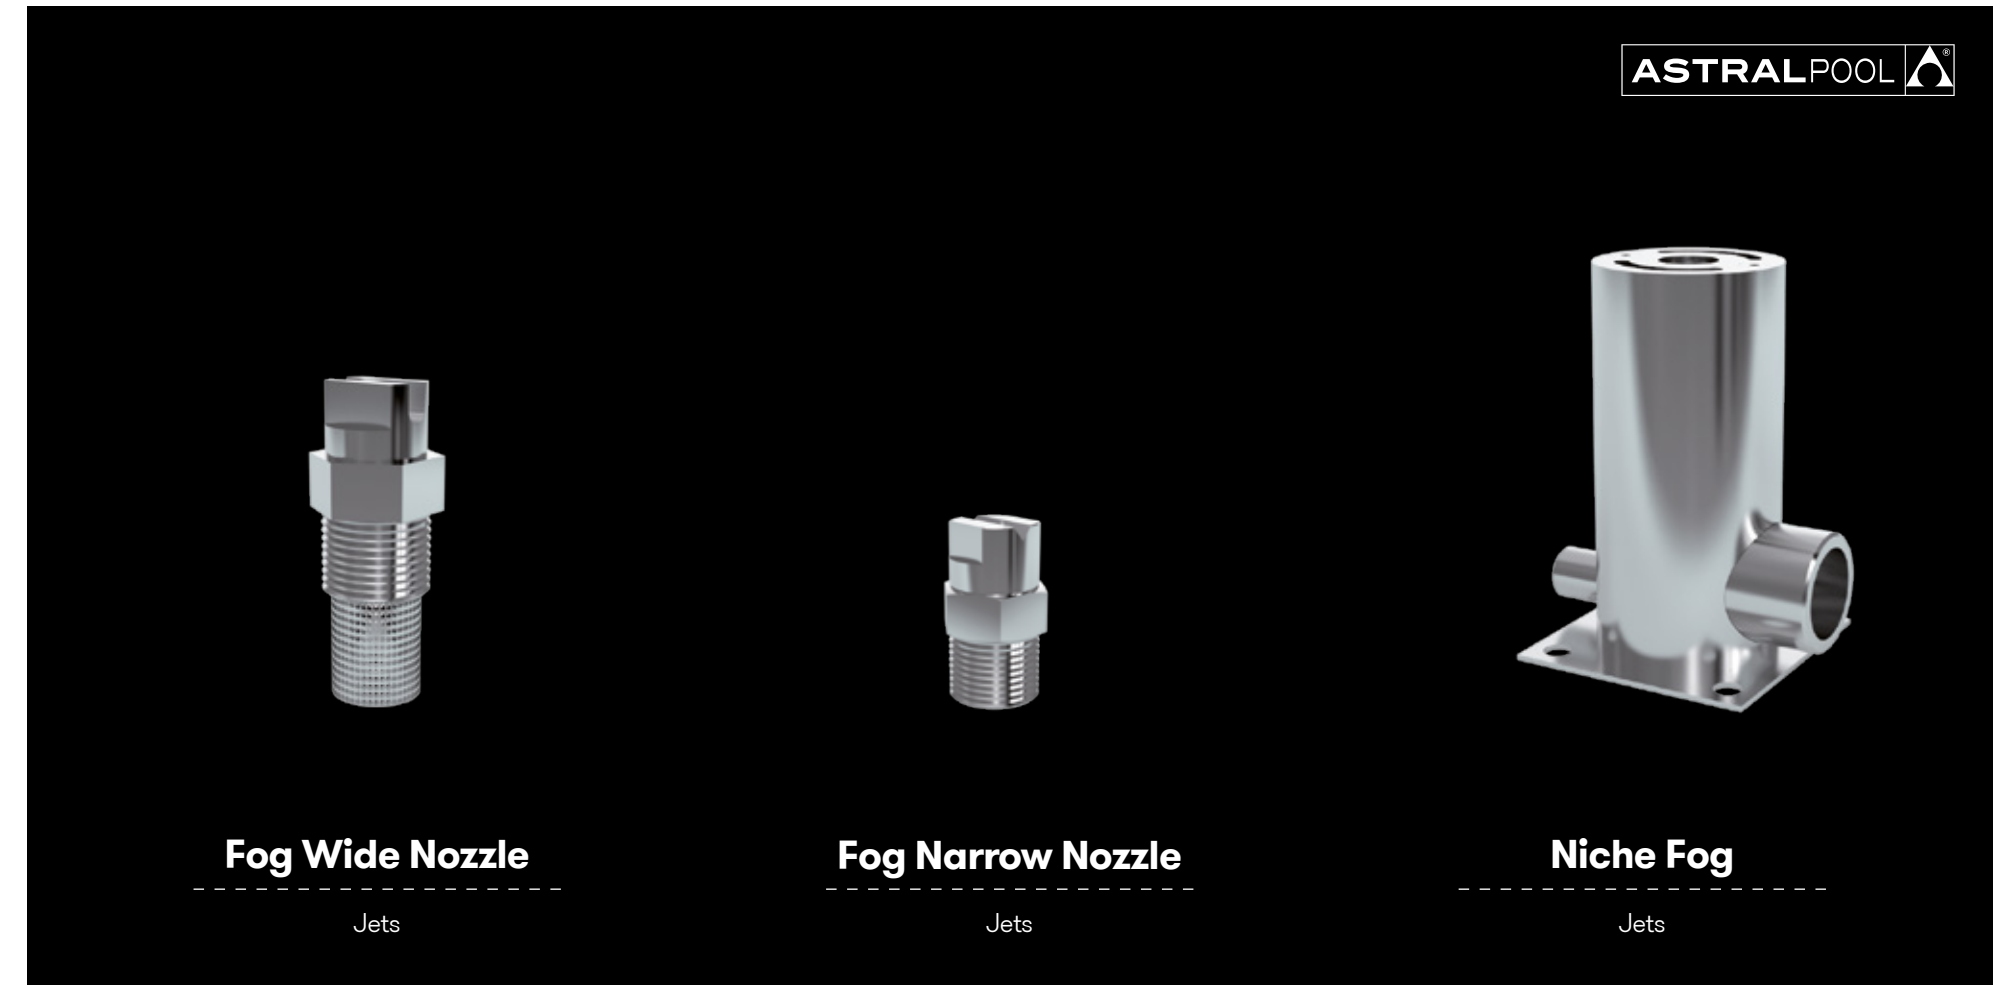 ASTRALPOOL ®
Fog Wide Nozzle
Jets
Fog Narrow Nozzle
Jets
Niche Fog
Jets